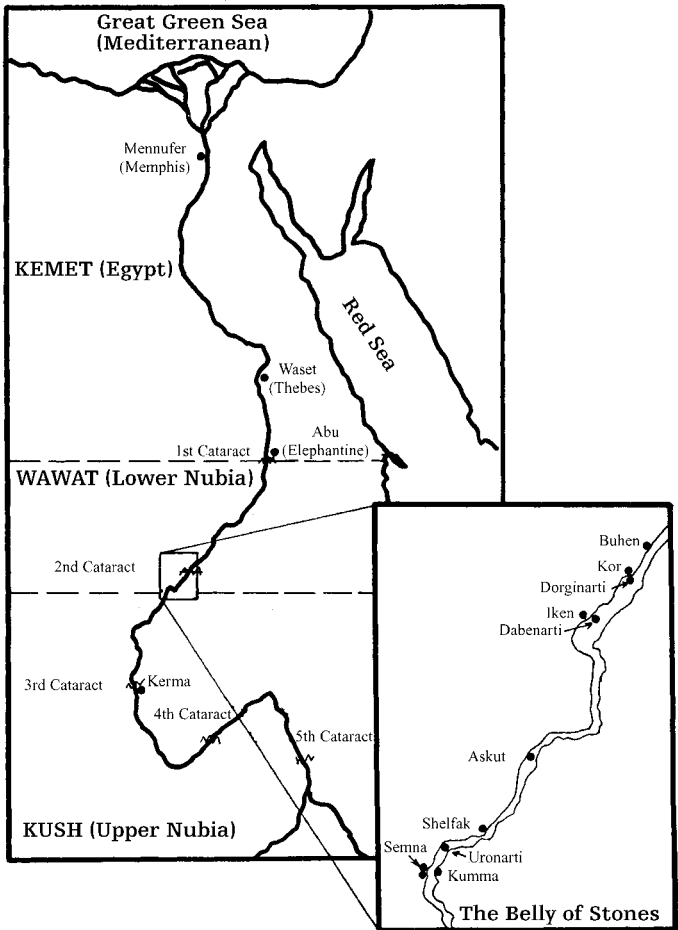 Great Green Sea
(Mediterranean)
Mennufer
(Memphis)
KEMET (Egypt)
Red Sea
Waset
(Thebes)
Abu
(Elephantine)
1st Cataract
WAWAT (Lower Nubia)
2nd Cataract
3rd Cataract
Kerma
4th Cataract
5th Cataract
KUSH (Upper Nubia)
Buhen
Kor
Dorginarti
Iken
Dabenarti
Askut
Shelfak
Semna
Uronarti
Kumma
The Belly of Stones